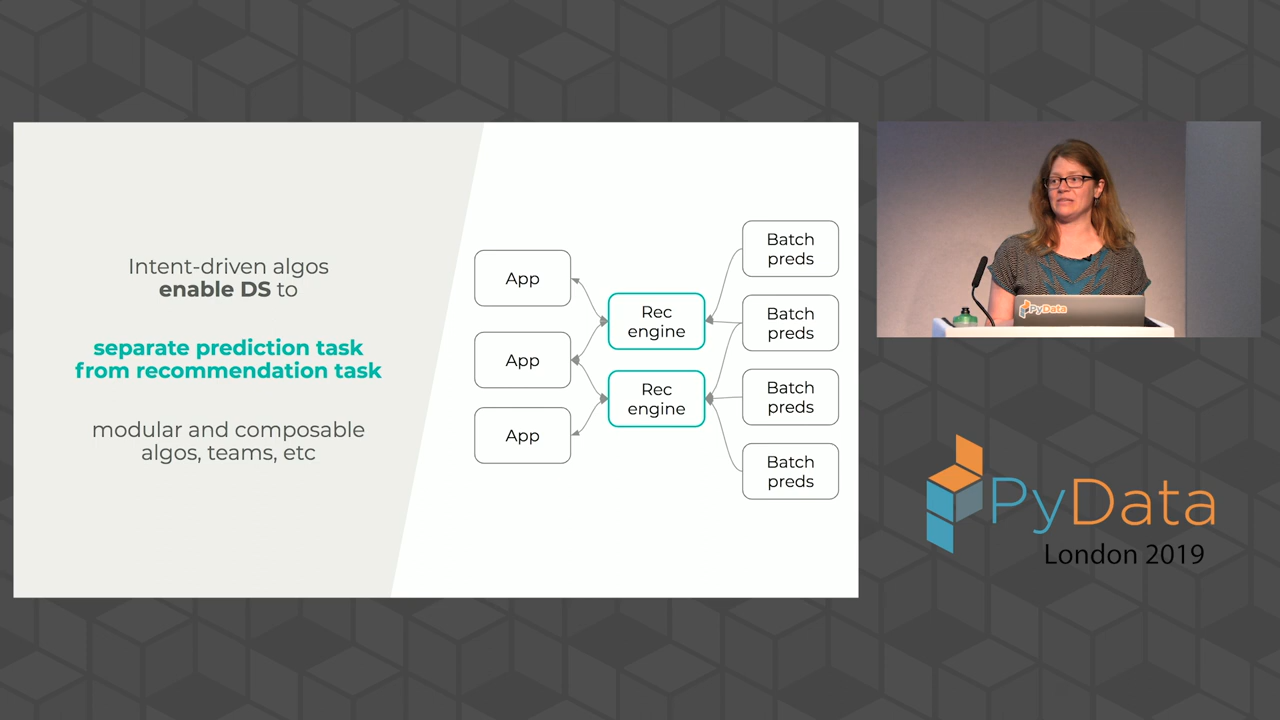 Intent-driven algos
enable DS to
separate prediction task
from recommendation task
modular and composable
algos, teams, etc
App
App
App
Rec
engine
Rec
engine
Batch
preds
Batch
preds
Batch
preds
Batch
preds
PyData
PyData
London 2019